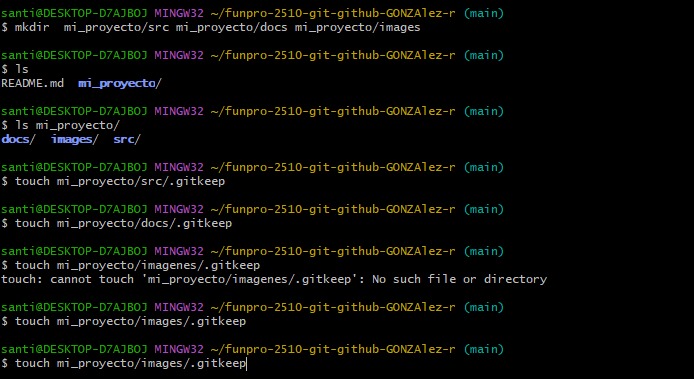 santi@DESKTOP-D7AJBOJ MINGW32 ~/funpro-2510-git-github-GONZAlez-r (main)
$ mkdir  mi_proyecto/src mi_proyecto/docs mi_proyecto/images
santi@DESKTOP-D7AJBOJ MINGW32 ~/funpro-2510-git-github-GONZAlez-r (main)
$ ls
README.md  mi_proyecto/
santi@DESKTOP-D7AJBOJ MINGW32 ~/funpro-2510-git-github-GONZAlez-r (main)
$ ls mi_proyecto/
docs/  images/  src/
santi@DESKTOP-D7AJBOJ MINGW32 ~/funpro-2510-git-github-GONZAlez-r (main)
$ touch mi_proyecto/src/.gitkeep
santi@DESKTOP-D7AJBOJ MINGW32 ~/funpro-2510-git-github-GONZAlez-r (main)
$ touch mi_proyecto/docs/.gitkeep
santi@DESKTOP-D7AJBOJ MINGW32 ~/funpro-2510-git-github-GONZAlez-r (main)
$ touch mi_proyecto/imagenes/.gitkeep
touch: cannot touch 'mi_proyecto/imagenes/.gitkeep': No such file or directory
santi@DESKTOP-D7AJBOJ MINGW32 ~/funpro-2510-git-github-GONZAlez-r (main)
$ touch mi_proyecto/images/.gitkeep
santi@DESKTOP-D7AJBOJ MINGW32 ~/funpro-2510-git-github-GONZAlez-r (main)
$ touch mi_proyecto/images/.gitkeep